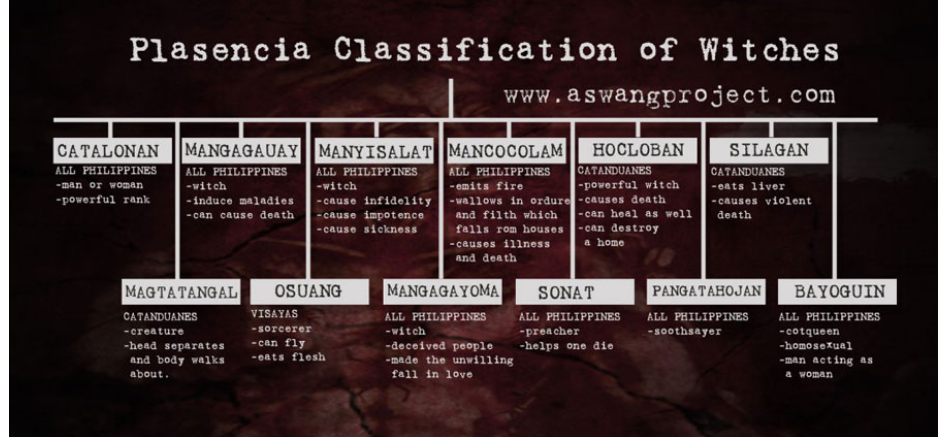 Plasencia Classification of Witches
www.aswangproject.com
CATALONAN
ALL PHILIPPINES
-man or woman
-powerful rank
MANGAGAUAY
ALL PHILIPPINES
-witch
-induce maladies
-can cause death
MANYISALAT
ALL PHILIPPINES
-witch
-cause infidelity
-cause impotence
-cause sickness
MANCOCOLAM
ALL PHILIPPINES
-emits fire
-wallows in ordure
and filth which
falls rom houses
-causes illness
and death
HOCLOBAN
CATANDUANES
-powerful witch
-causes death
-can heal as well
-can destroy
a home
SILAGAN
CATANDUANES
-eats liver
-causes violent
death
MAGTATANGAL
CATANDUANES
-creature
-head separates
and body walks
about.
OSUANG
VISAYAS
-sorcerer
-can fly
-eats flesh
MANGAGAYOMA
ALL PHILIPPINES
-witch
-deceived people
-made the unwilling
fall in love
SONAT
ALL PHILIPPINES
-preacher
-helps one die
PANGATAHOJAN
ALL PHILIPPINES
-soothsayer
BAYOGUIN
ALL PHILIPPINES
-cotqueen
-homosexual
-man acting as
a woman